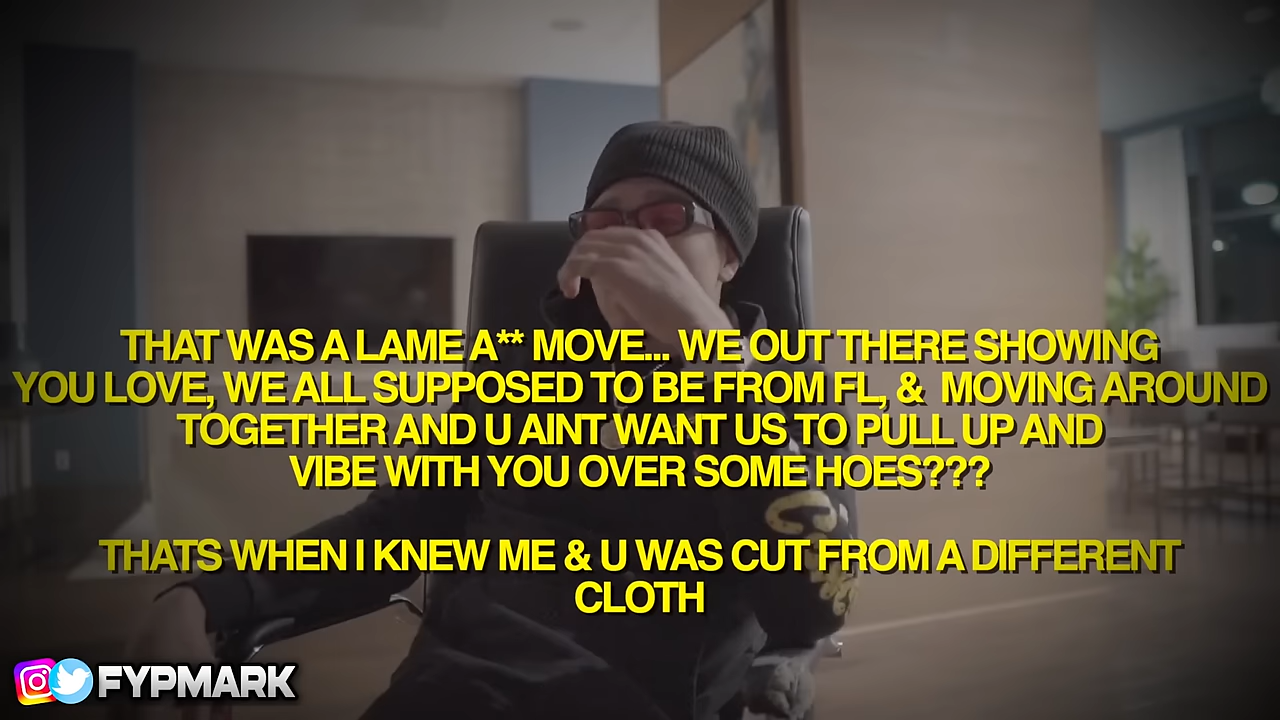 THAT WAS A LAME A** MOVE... WE OUT THERE SHOWING
YOU LOVE, WE ALL SUPPOSED TO BE FROM FL, & MOVING AROUND
TOGETHER AND U AINT WANT US TO PULL UP AND
VIBE WITH YOU OVER SOME HOES???
THATS WHEN I KNEW ME & U WAS CUT FROM A DIFFERENT
CLOTH
FYPMARK